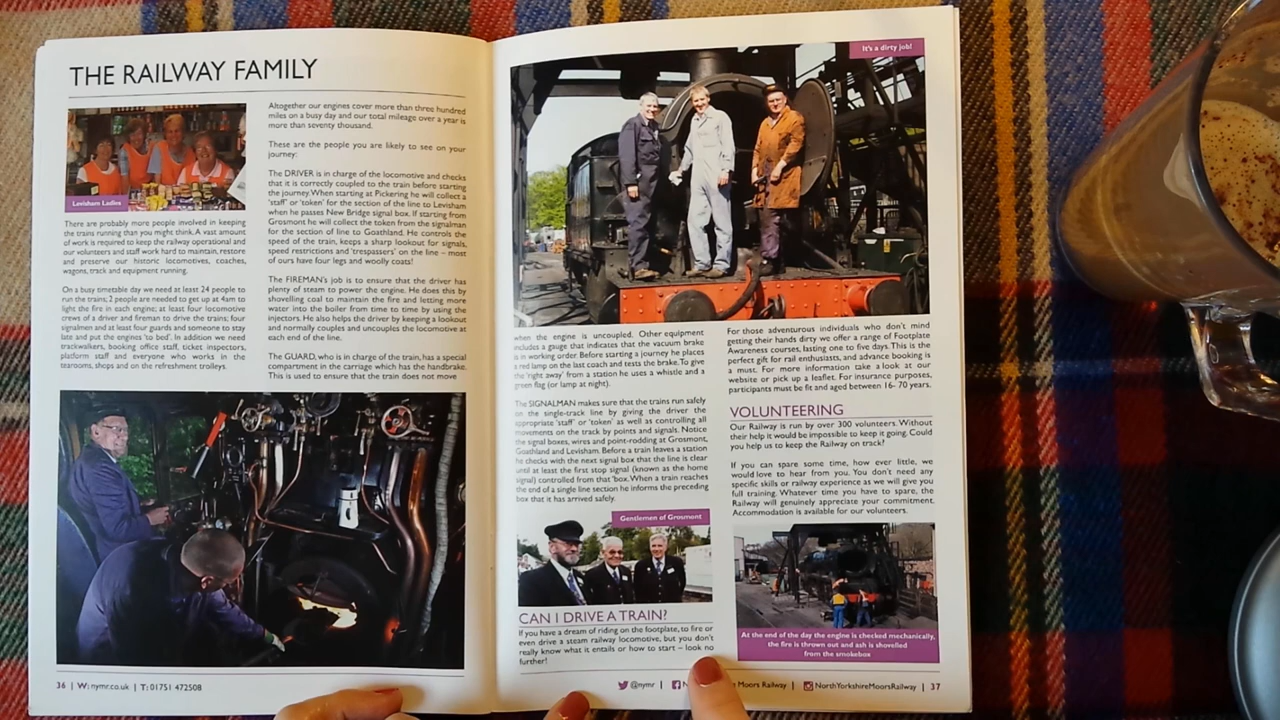 THE RAILWAY FAMILY
Levisham Ladies
There are probably more people involved in keeping
the trains running than you might think. A vast amount
of work is required to keep the railway operational and
our volunteers and staff work hard to maintain, restore
and preserve our historic locomotives, coaches,
wagons, track and equipment running.
On a busy timetable day we need at least 24 people to
run the trains; 2 people are needed to get up at 4am to
light the fire in each engine; at least four locomotive
crews of a driver and fireman to drive the trains; four
signalmen and at least four guards and someone to stay
late and put the engines 'to bed'. In addition we need
trackwalkers, booking office staff, ticket inspectors,
platform staff and everyone who works in the
tearooms, shops and on the refreshment trolleys.
Altogether our engines cover more than three hundred
miles on a busy day and our total mileage over a year is
more than seventy thousand.
These are the people you are likely to see on your
journey:
The DRIVER is in charge of the locomotive and checks
that it is correctly coupled to the train before starting
the journey. When starting at Pickering he will collect a
'staff' or 'token' for the section of the line to Levisham
when he passes New Bridge signal box. If starting from
Grosmont he will collect the token from the signalman
for the section of line to Goathland. He controls the
speed of the train, keeps a sharp lookout for signals,
speed restrictions and 'trespassers' on the line – most
of ours have four legs and woolly coats!
The FIREMAN's job is to ensure that the driver has
plenty of steam to power the engine. He does this by
shovelling coal to maintain the fire and letting more
water into the boiler from time to time by using the
injectors. He also helps the driver by keeping a lookout
and normally couples and uncouples the locomotive at
each end of the line.
The GUARD, who is in charge of the train, has a special
compartment in the carriage which has the handbrake.
This is used to ensure that the train does not move
36 | W: nymr.co.uk | T: 01751 472508
It's a dirty job!
when the engine is uncoupled. Other equipment
includes a gauge that indicates that the vacuum brake
is in working order. Before starting a journey he places
a red lamp on the last coach and tests the brake. To give
the 'right away' from a station he uses a whistle and a
green flag (or lamp at night).
The SIGNALMAN makes sure that the trains run safely
on the single-track line by giving the driver the
appropriate 'staff' or 'token' as well as controlling all
movements on the track by points and signals. Notice
the signal boxes, wires and point-rodding at Grosmont,
Goathland and Levisham. Before a train leaves a station
he checks with the next signal box that the line is clear
until at least the first stop signal (known as the home
signal) controlled from that 'box. When a train reaches
the end of a single line section he informs the preceding
box that it has arrived safely.
Gentlemen of Grosmont
CAN I DRIVE A TRAIN?
If you have a dream of riding on the footplate, to fire or
even drive a steam railway locomotive, but you don't
really know what it entails or how to start – look no
further!
For those adventurous individuals who don't mind
getting their hands dirty we offer a range of Footplate
Awareness courses, lasting one to five days. This is the
perfect gift for rail enthusiasts, and advance booking is
a must. For more information take a look at our
website or pick up a leaflet. For insurance purposes,
participants must be fit and aged between 16- 70 years.
VOLUNTEERING
Our Railway is run by over 300 volunteers. Without
their help it would be impossible to keep it going. Could
you help us to keep the Railway on track?
If you can spare some time, how ever little, we
would love to hear from you. You don't need any
specific skills or railway experience as we will give you
full training. Whatever time you have to spare, the
Railway will genuinely appreciate your commitment.
Accommodation is available for our volunteers.
At the end of the day the engine is checked mechanically,
the fire is thrown out and ash is shovelled
from the smokebox
@nymr | Moors Railway | NorthYorkshireMoorsRailway | 37